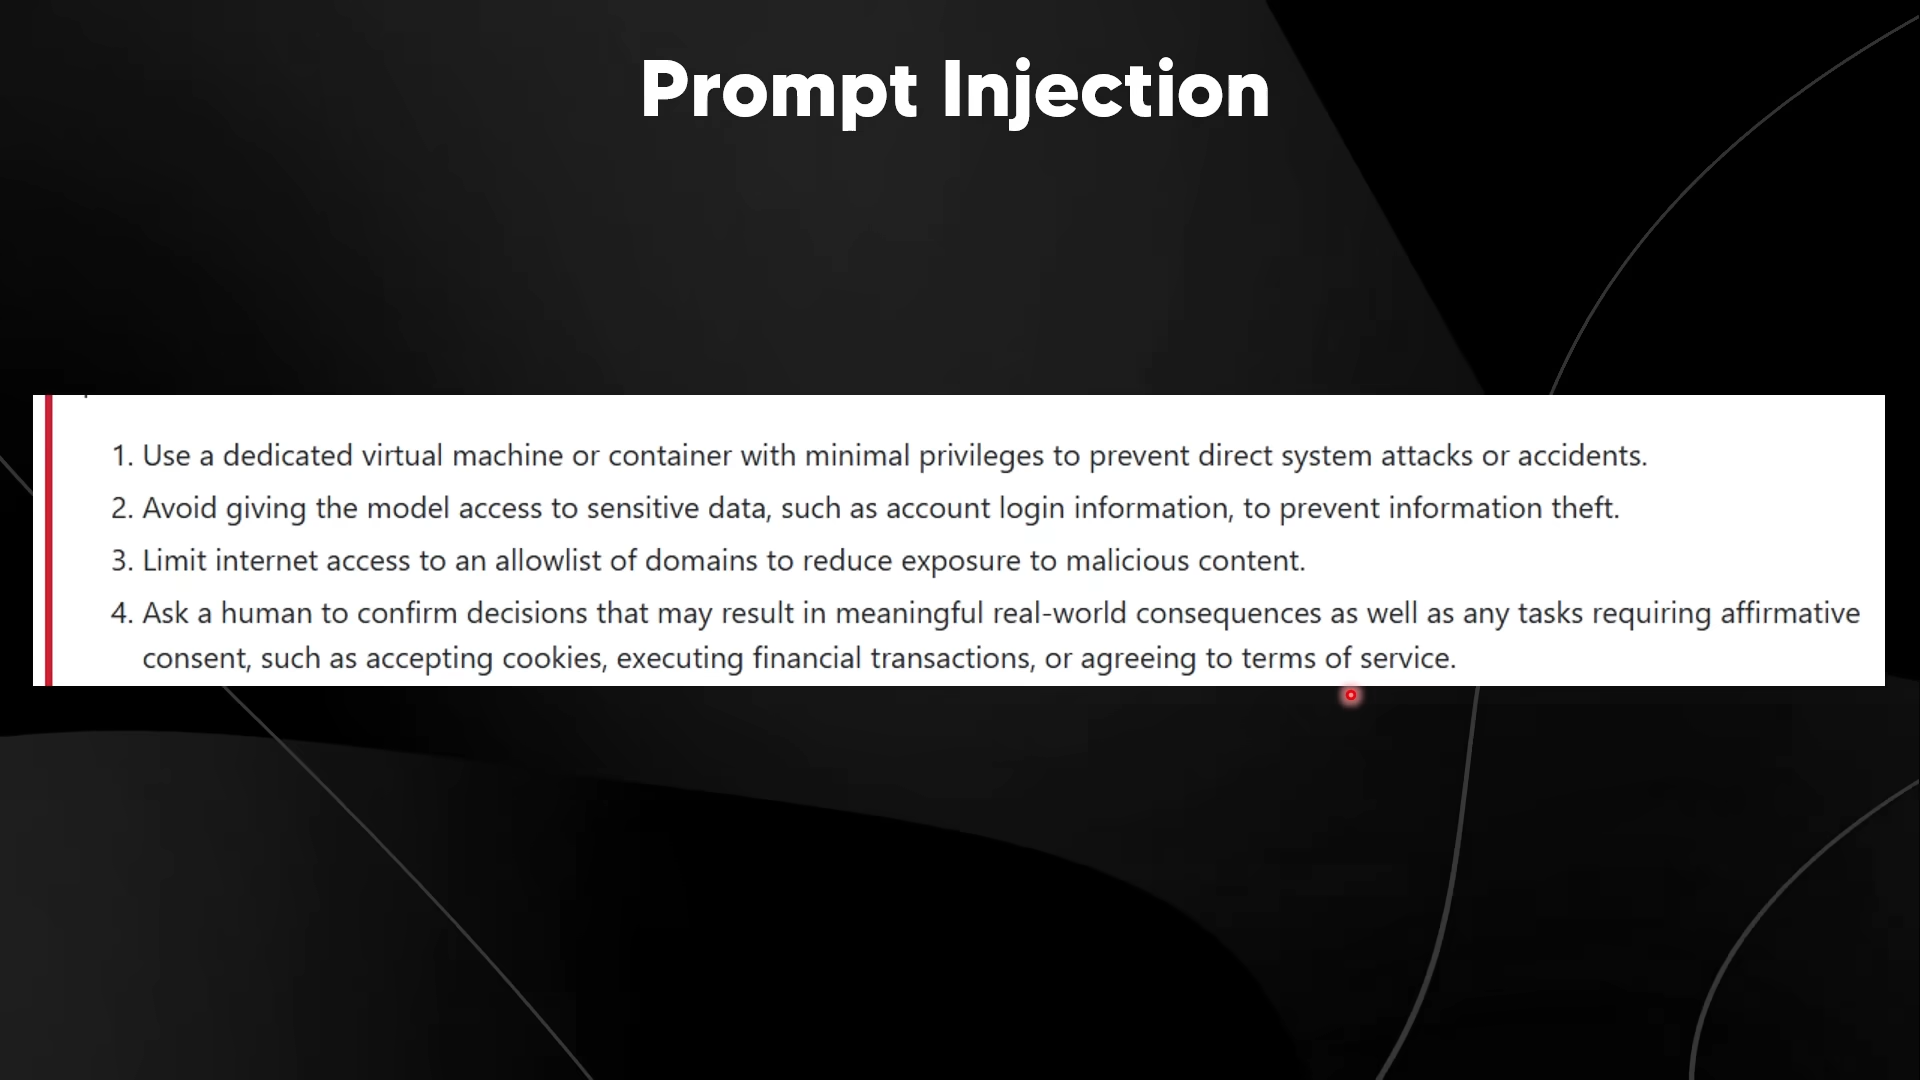 Prompt Injection
1. Use a dedicated virtual machine or container with minimal privileges to prevent direct system attacks or accidents.
2. Avoid giving the model access to sensitive data, such as account login information, to prevent information theft.
3. Limit internet access to an allowlist of domains to reduce exposure to malicious content.
4. Ask a human to confirm decisions that may result in meaningful real-world consequences as well as any tasks requiring affirmative
consent, such as accepting cookies, executing financial transactions, or agreeing to terms of service.